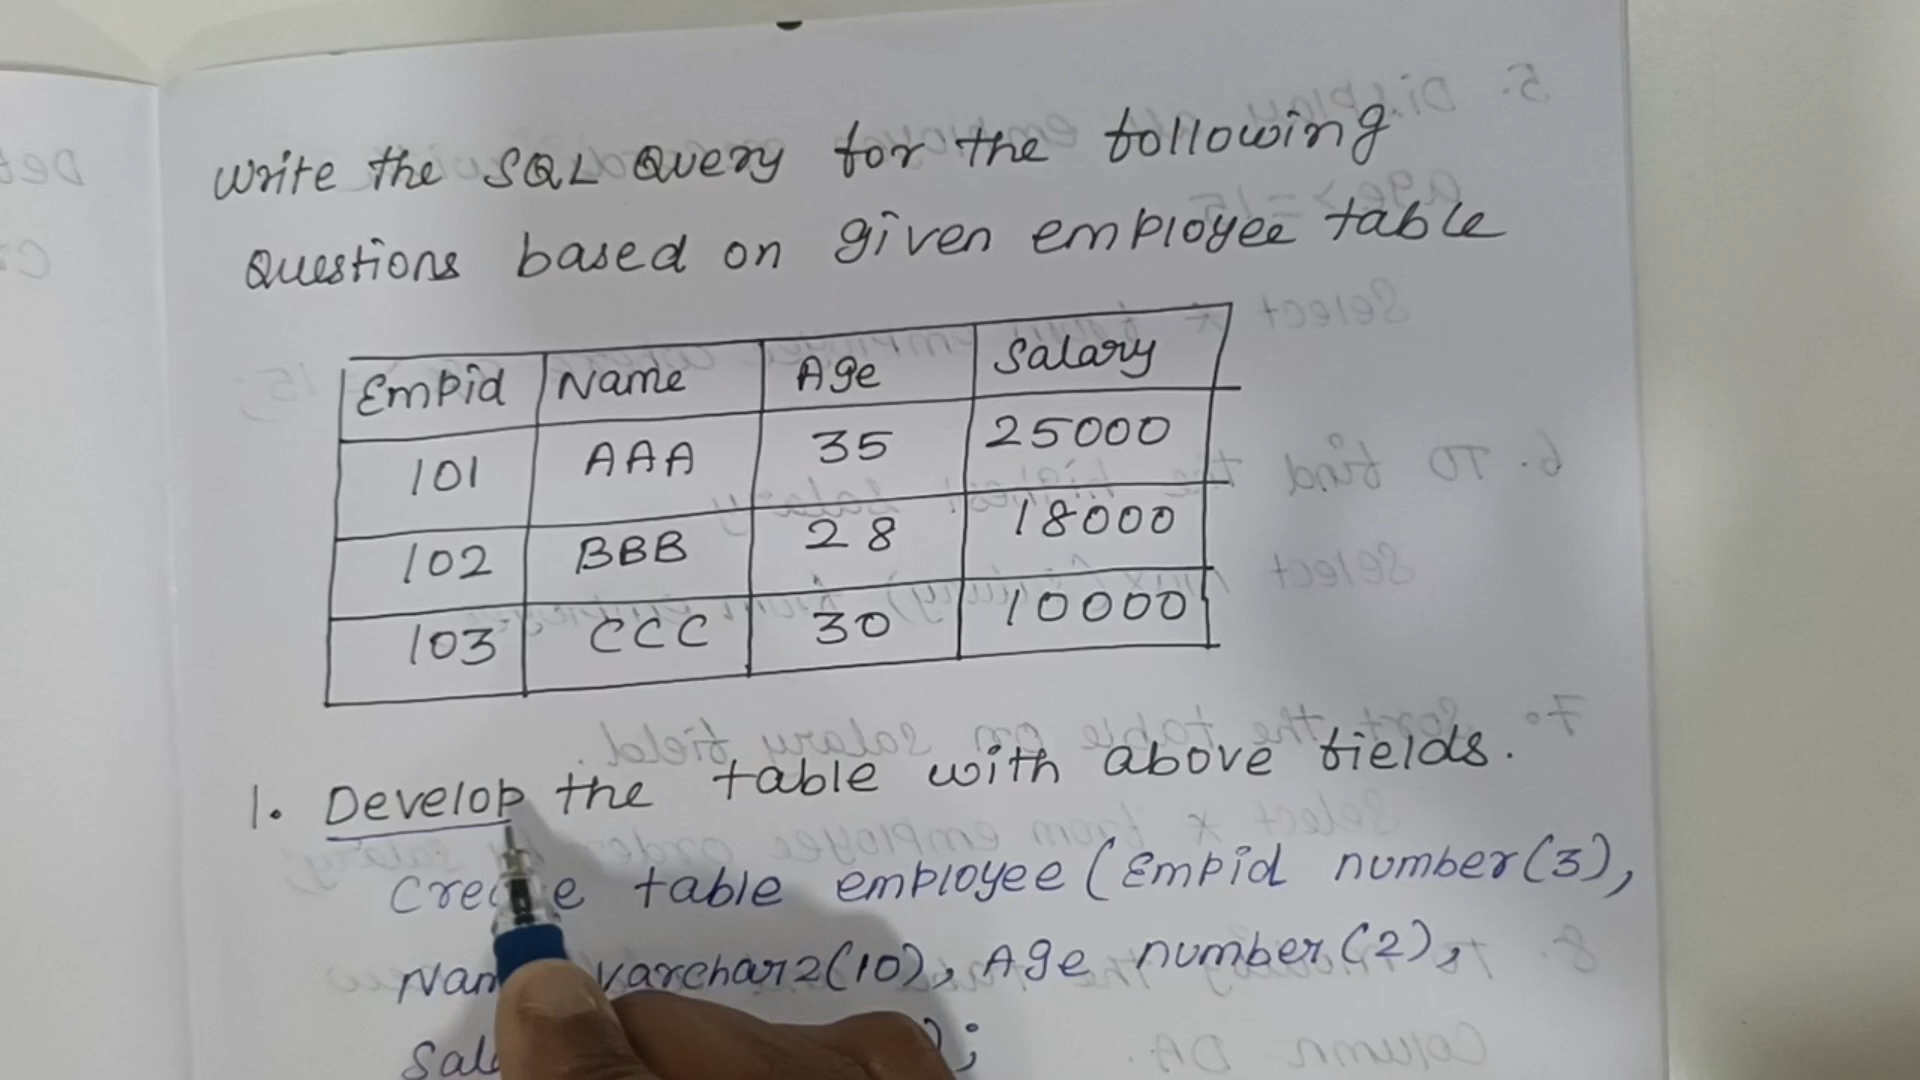 Write the SQL Query for the following
Questions based on given employee table
Empid Name Age Salary
101 AAA 35 25000
102 BBB 28 18000
103 CCC 30 10000
1. Develop the table with above fields.
Create table employee (Empid number(3),
varchar2(10), Age number(2),
);